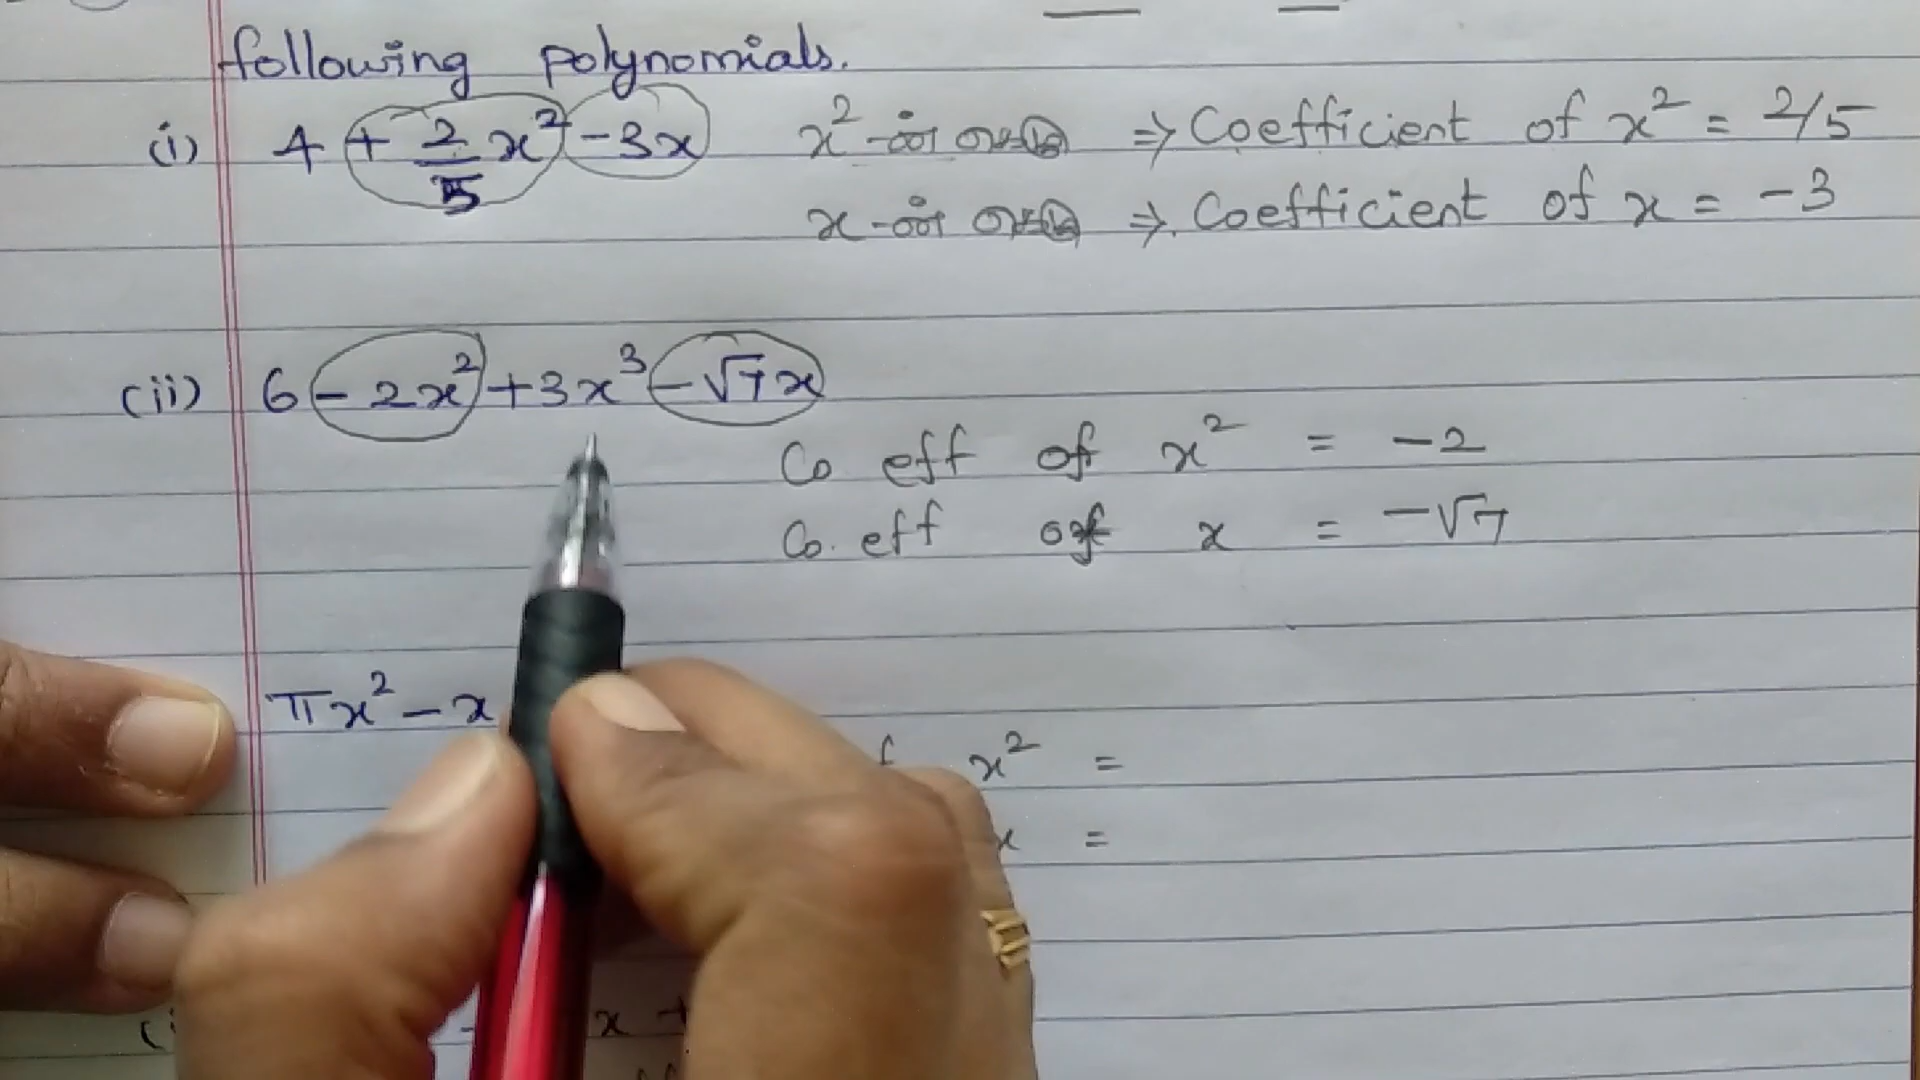 following polynomials.
(i) 4 + 2/5 x² - 3x x²-ன் கெழு ⇒ Coefficient of x² = 2/5
x-ன் கெழு ⇒ Coefficient of x = -3
(ii) 6 - 2x² + 3x³ - √7x
Co eff of x² = -2
Co. eff of x = -√7
πx² - x
x² =
x =
x +